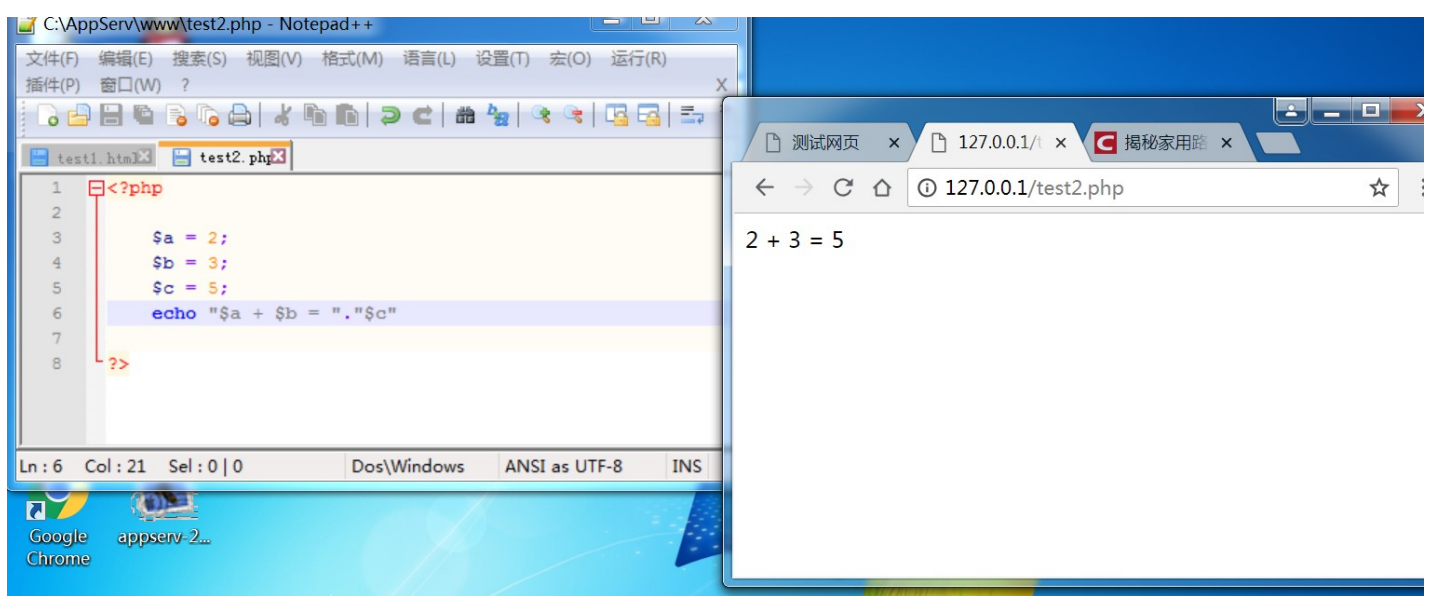 C:\AppServ\www\test2.php - Notepad++
文件(F) 编辑(E) 搜索(S) 视图(V) 格式(M) 语言(L) 设置(T) 宏(O) 运行(R)
插件(P) 窗口(W) ? X
test1.html test2.php
1 <?php
2
3 $a = 2;
4 $b = 3;
5 $c = 5;
6 echo "$a + $b = "."$c"
7
8 ?>
Ln : 6 Col : 21 Sel : 0 | 0 Dos\Windows ANSI as UTF-8 INS
Google
Chrome
appserv-2...
测试网页 127.0.0.1/t 揭秘家用路
127.0.0.1/test2.php
2 + 3 = 5